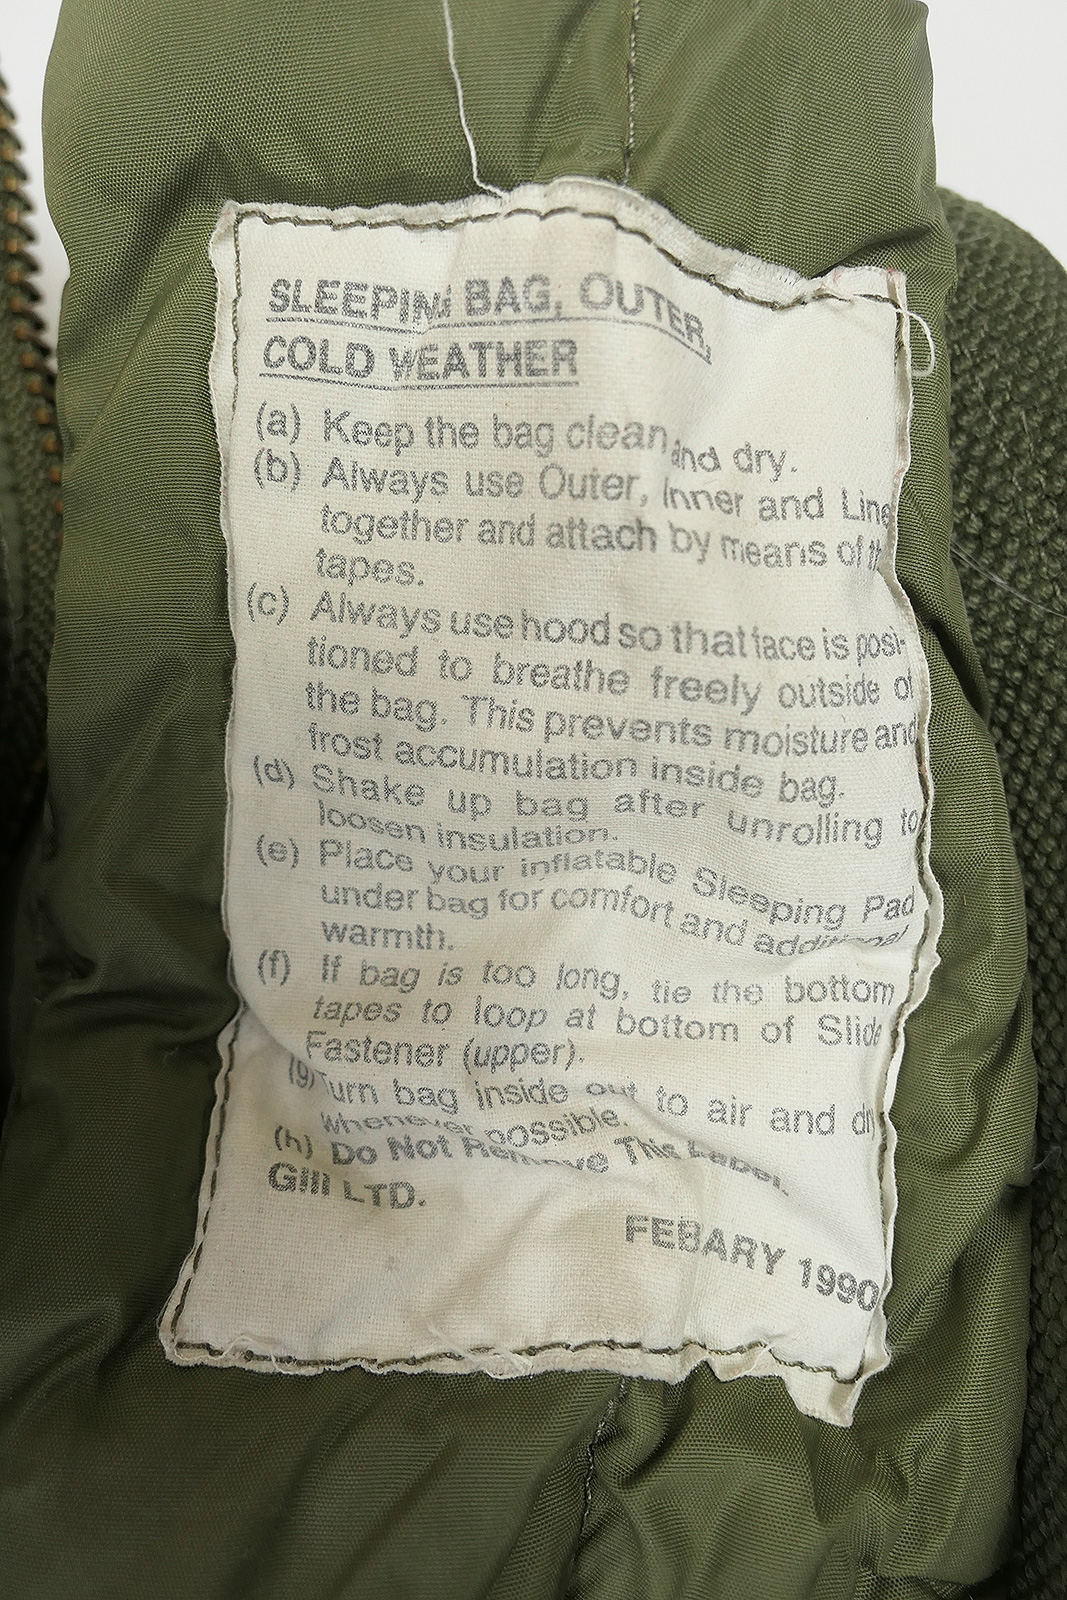 SLEEPING BAG, OUTER,
COLD WEATHER
(a) Keep the bag clean and dry.
(b) Always use Outer, Inner and Line
together and attach by means of th
tapes.
(c) Always use hood so that face is posi-
tioned to breathe freely outside of
the bag. This prevents moisture and
frost accumulation inside bag.
(d) Shake up bag after unrolling to
loosen insulation.
(e) Place your inflatable Sleeping Pad
under bag for comfort and additional
warmth.
(f) If bag is too long, tie the bottom
tapes to loop at bottom of Slide
Fastener (upper).
(g) Turn bag inside out to air and dry
whenever possible.
(h) Do Not Remove This Label.
Gill LTD.
FEBARY 1990